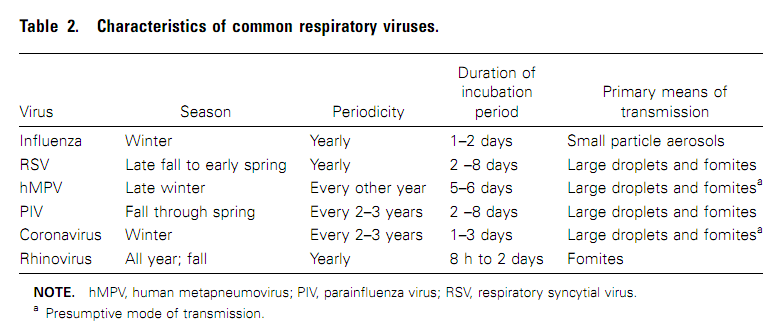 Table 2. Characteristics of common respiratory viruses.
Duration of
incubation Primary means of
Virus Season Periodicity period transmission
Influenza Winter Yearly 1–2 days Small particle aerosols
RSV Late fall to early spring Yearly 2 –8 days Large droplets and fomites
hMPV Late winter Every other year 5–6 days Large droplets and fomitesᵃ
PIV Fall through spring Every 2–3 years 2 –8 days Large droplets and fomites
Coronavirus Winter Every 2–3 years 1–3 days Large droplets and fomitesᵃ
Rhinovirus All year; fall Yearly 8 h to 2 days Fomites
NOTE. hMPV, human metapneumovirus; PIV, parainfluenza virus; RSV, respiratory syncytial virus.
ᵃ Presumptive mode of transmission.